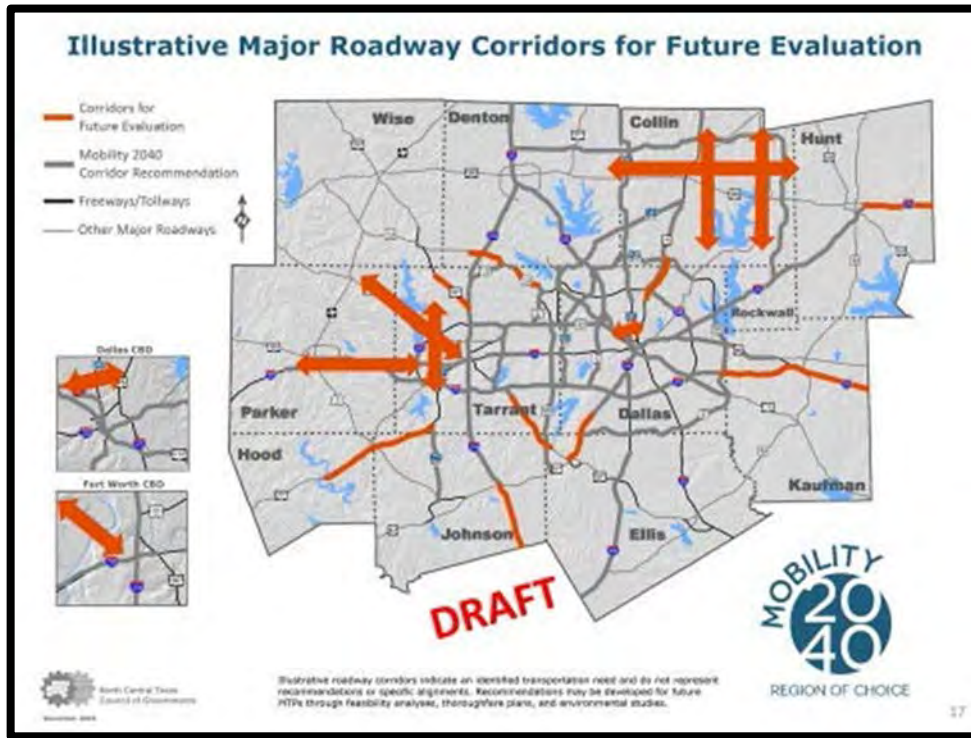 Illustrative Major Roadway Corridors for Future Evaluation
Corridors for
Future Evaluation
Mobility 2040
Corridor Recommendation
Freeways/Tollways
Other Major Roadways
N
Wise
Denton
Collin
Hunt
Rockwall
Dallas CBD
Parker
Tarrant
Dallas
Hood
Kaufman
Fort Worth CBD
Johnson
Ellis
DRAFT
MOBILITY
20
40
REGION OF CHOICE
North Central Texas
Council of Governments
Illustrative roadway corridors indicate an identified transportation need and do not represent
recommendations or specific alignments. Recommendations may be developed for future
MTPs through feasibility analyses, thoroughfare plans, and environmental studies.
17